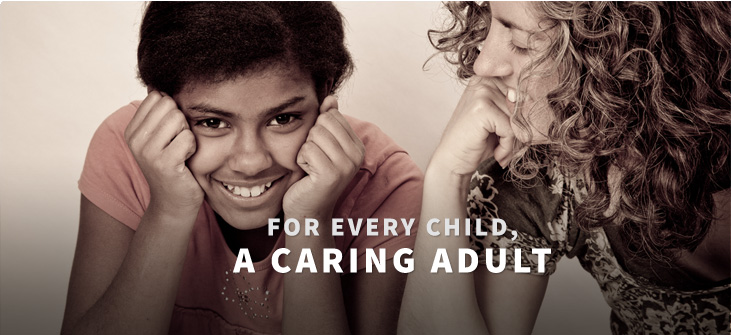 FOR EVERY CHILD,
A CARING ADULT